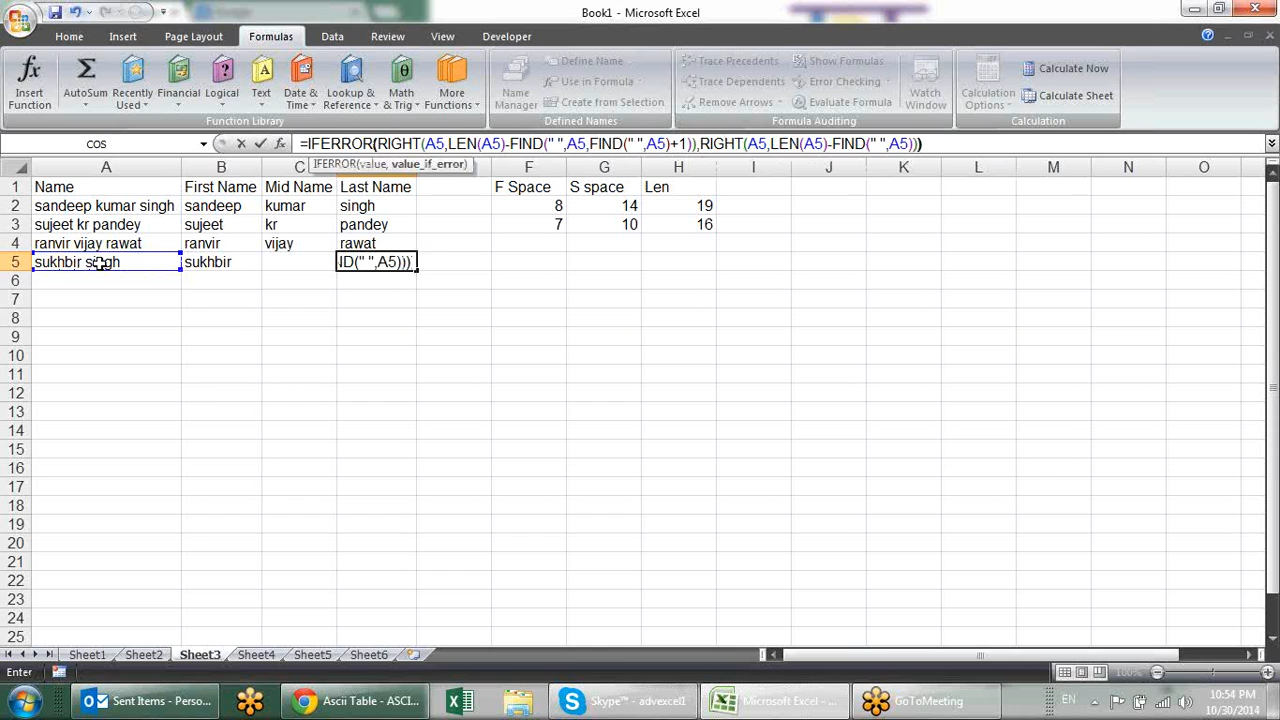 Book1 - Microsoft Excel
Home Insert Page Layout Formulas Data Review View Developer
Insert Function
AutoSum
Recently Used
Financial
Logical
Text
Date & Time
Lookup & Reference
Math & Trig
More Functions
Function Library
Name Manager
Define Name
Use in Formula
Create from Selection
Defined Names
Trace Precedents
Trace Dependents
Remove Arrows
Show Formulas
Error Checking
Evaluate Formula
Formula Auditing
Watch Window
Calculation Options
Calculate Now
Calculate Sheet
Calculation
COS =IFERROR(RIGHT(A5,LEN(A5)-FIND(" ",A5,FIND(" ",A5)+1)),RIGHT(A5,LEN(A5)-FIND(" ",A5)))
IFERROR(value, value_if_error)
A B C F G H I J K L M N O
1 Name First Name Mid Name Last Name F Space S space Len
2 sandeep kumar singh sandeep kumar singh 8 14 19
3 sujeet kr pandey sujeet kr pandey 7 10 16
4 ranvir vijay rawat ranvir vijay rawat
5 sukhbir singh sukhbir ND(" ",A5)))
6
7
8
9
10
11
12
13
14
15
16
17
18
19
20
21
22
23
24
25
Sheet1 Sheet2 Sheet3 Sheet4 Sheet5 Sheet6
Enter 100%
Sent Items - Perso...
Ascii Table - ASCI...
Skype™ - advexcel1
Microsoft Excel - ...
GoToMeeting
EN
10:54 PM
10/30/2014